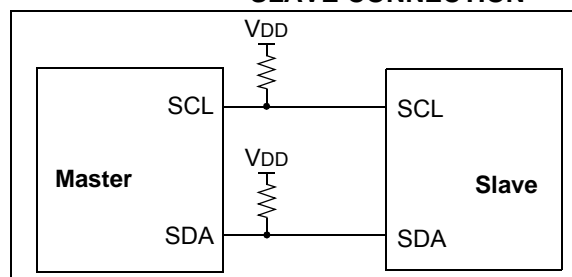 SLAVE CONNECTION
VDD
SCL
SCL
VDD
Master
Slave
SDA
SDA